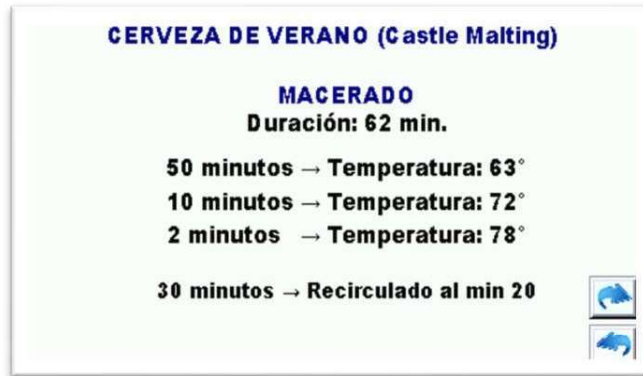 CERVEZA DE VERANO (Castle Malting)
MACERADO
Duración: 62 min.
50 minutos → Temperatura: 63°
10 minutos → Temperatura: 72°
2 minutos → Temperatura: 78°
30 minutos → Recirculado al min 20